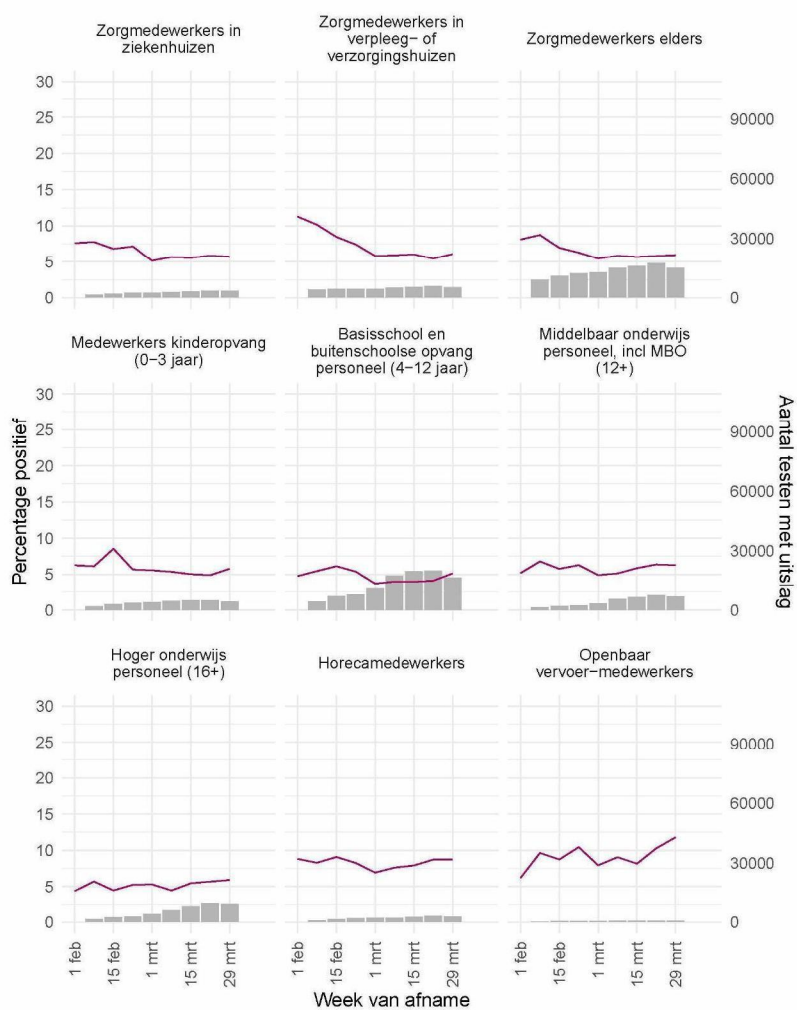 Zorgmedewerkers in
ziekenhuizen
Zorgmedewerkers in
verpleeg− of
verzorgingshuizen
Zorgmedewerkers elders
30
25
20
15
10
5
0
90000
60000
30000
0
Medewerkers kinderopvang
(0−3 jaar)
Basisschool en
buitenschoolse opvang
personeel (4−12 jaar)
Middelbaar onderwijs
personeel, incl MBO
(12+)
Percentage positief
30
25
20
15
10
5
0
90000
60000
30000
0
Aantal testen met uitslag
Hoger onderwijs
personeel (16+)
Horecamedewerkers
Openbaar
vervoer−medewerkers
30
25
20
15
10
5
0
90000
60000
30000
0
1 feb
15 feb
1 mrt
15 mrt
29 mrt
1 feb
15 feb
1 mrt
15 mrt
29 mrt
1 feb
15 feb
1 mrt
15 mrt
29 mrt
Week van afname